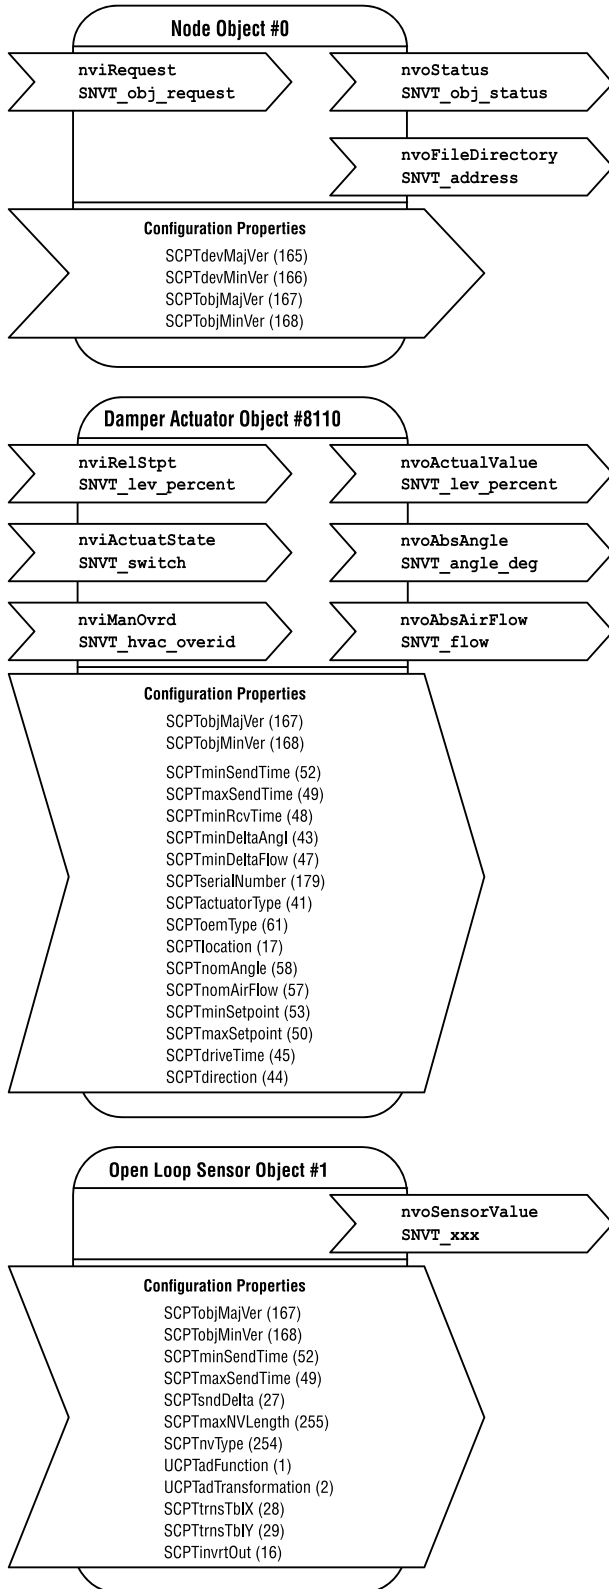 Node Object #0
nviRequest
SNVT_obj_request
nvoStatus
SNVT_obj_status
nvoFileDirectory
SNVT_address
Configuration Properties
SCPTdevMajVer (165)
SCPTdevMinVer (166)
SCPTobjMajVer (167)
SCPTobjMinVer (168)
Damper Actuator Object #8110
nviRelStpt
SNVT_lev_percent
nvoActualValue
SNVT_lev_percent
nviActuatState
SNVT_switch
nvoAbsAngle
SNVT_angle_deg
nviManOvrd
SNVT_hvac_overid
nvoAbsAirFlow
SNVT_flow
Configuration Properties
SCPTobjMajVer (167)
SCPTobjMinVer (168)
SCPTminSendTime (52)
SCPTmaxSendTime (49)
SCPTminRcvTime (48)
SCPTminDeltaAngl (43)
SCPTminDeltaFlow (47)
SCPTserialNumber (179)
SCPTactuatorType (41)
SCPToemType (61)
SCPTlocation (17)
SCPTnomAngle (58)
SCPTnomAirFlow (57)
SCPTminSetpoint (53)
SCPTmaxSetpoint (50)
SCPTdriveTime (45)
SCPTdirection (44)
Open Loop Sensor Object #1
nvoSensorValue
SNVT_xxx
Configuration Properties
SCPTobjMajVer (167)
SCPTobjMinVer (168)
SCPTminSendTime (52)
SCPTmaxSendTime (49)
SCPTsndDelta (27)
SCPTmaxNVLength (255)
SCPTnvType (254)
UCPTadFunction (1)
UCPTadTransformation (2)
SCPTtrnsTblX (28)
SCPTtrnsTblY (29)
SCPTinvrtOut (16)